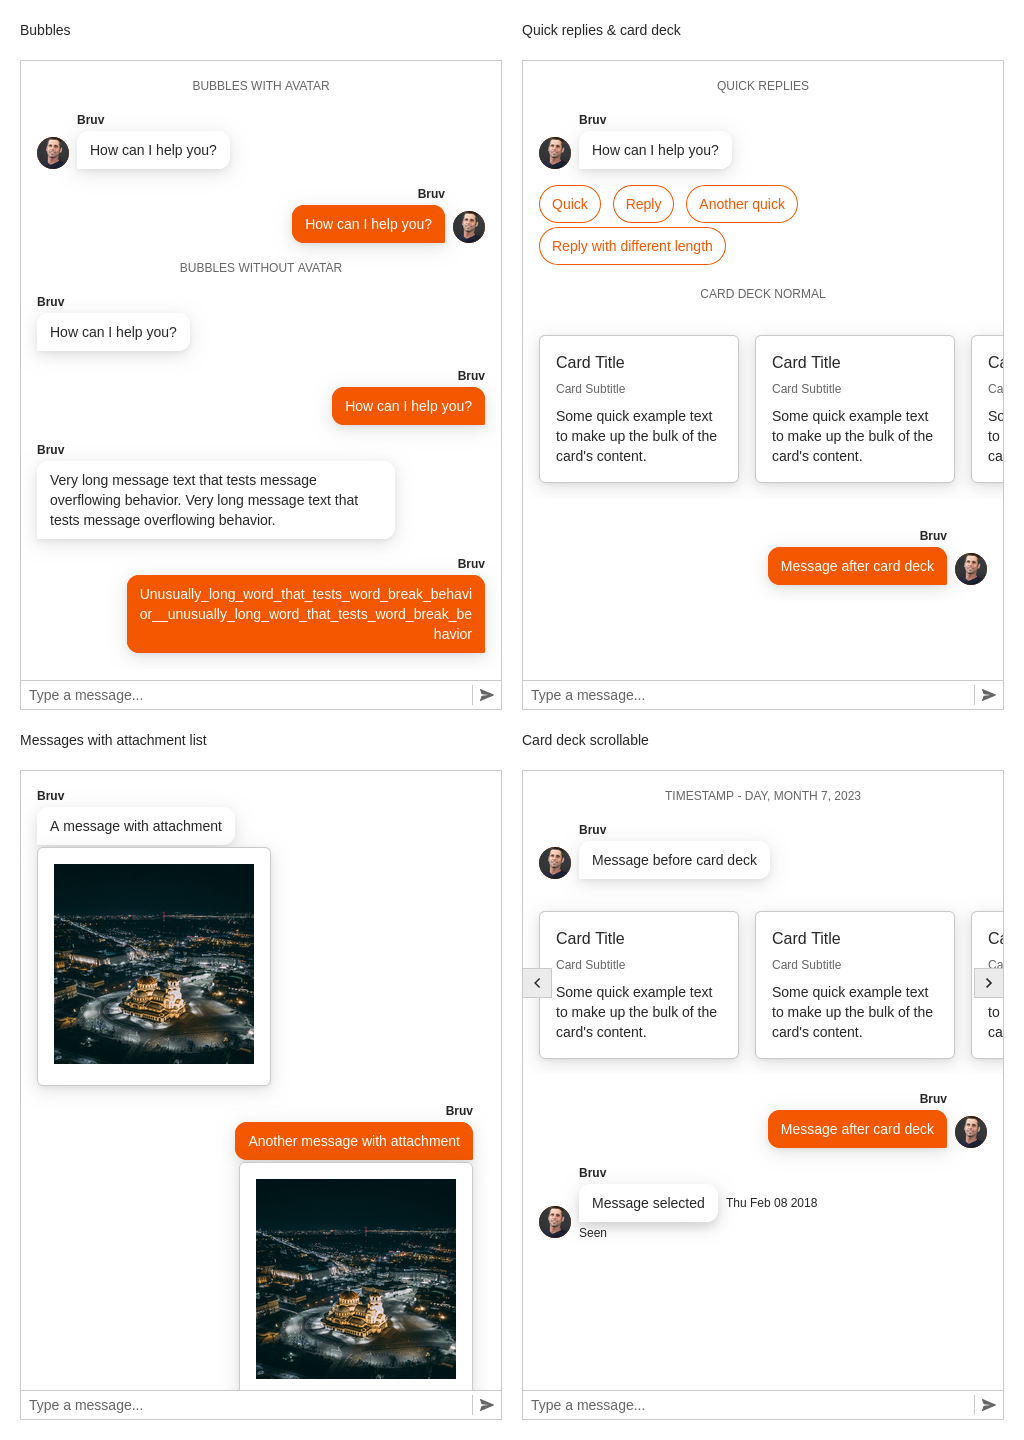 Bubbles
BUBBLES WITH AVATAR
Bruv
How can I help you?
Bruv
How can I help you?
BUBBLES WITHOUT AVATAR
Bruv
How can I help you?
Bruv
How can I help you?
Bruv
Very long message text that tests message
overflowing behavior. Very long message text that
tests message overflowing behavior.
Bruv
Unusually_long_word_that_tests_word_break_behavi
or__unusually_long_word_that_tests_word_break_be
havior
Type a message...
Quick replies & card deck
QUICK REPLIES
Bruv
How can I help you?
Quick
Reply
Another quick
Reply with different length
CARD DECK NORMAL
Card Title
Card Subtitle
Some quick example text
to make up the bulk of the
card's content.
Card Title
Card Subtitle
Some quick example text
to make up the bulk of the
card's content.
Ca
Ca
So
to
ca
Bruv
Message after card deck
Type a message...
Messages with attachment list
Bruv
A message with attachment
Bruv
Another message with attachment
Type a message...
Card deck scrollable
TIMESTAMP - DAY, MONTH 7, 2023
Bruv
Message before card deck
Card Title
Card Subtitle
Some quick example text
to make up the bulk of the
card's content.
Card Title
Card Subtitle
Some quick example text
to make up the bulk of the
card's content.
Ca
to
ca
Bruv
Message after card deck
Bruv
Message selected
Thu Feb 08 2018
Seen
Type a message...